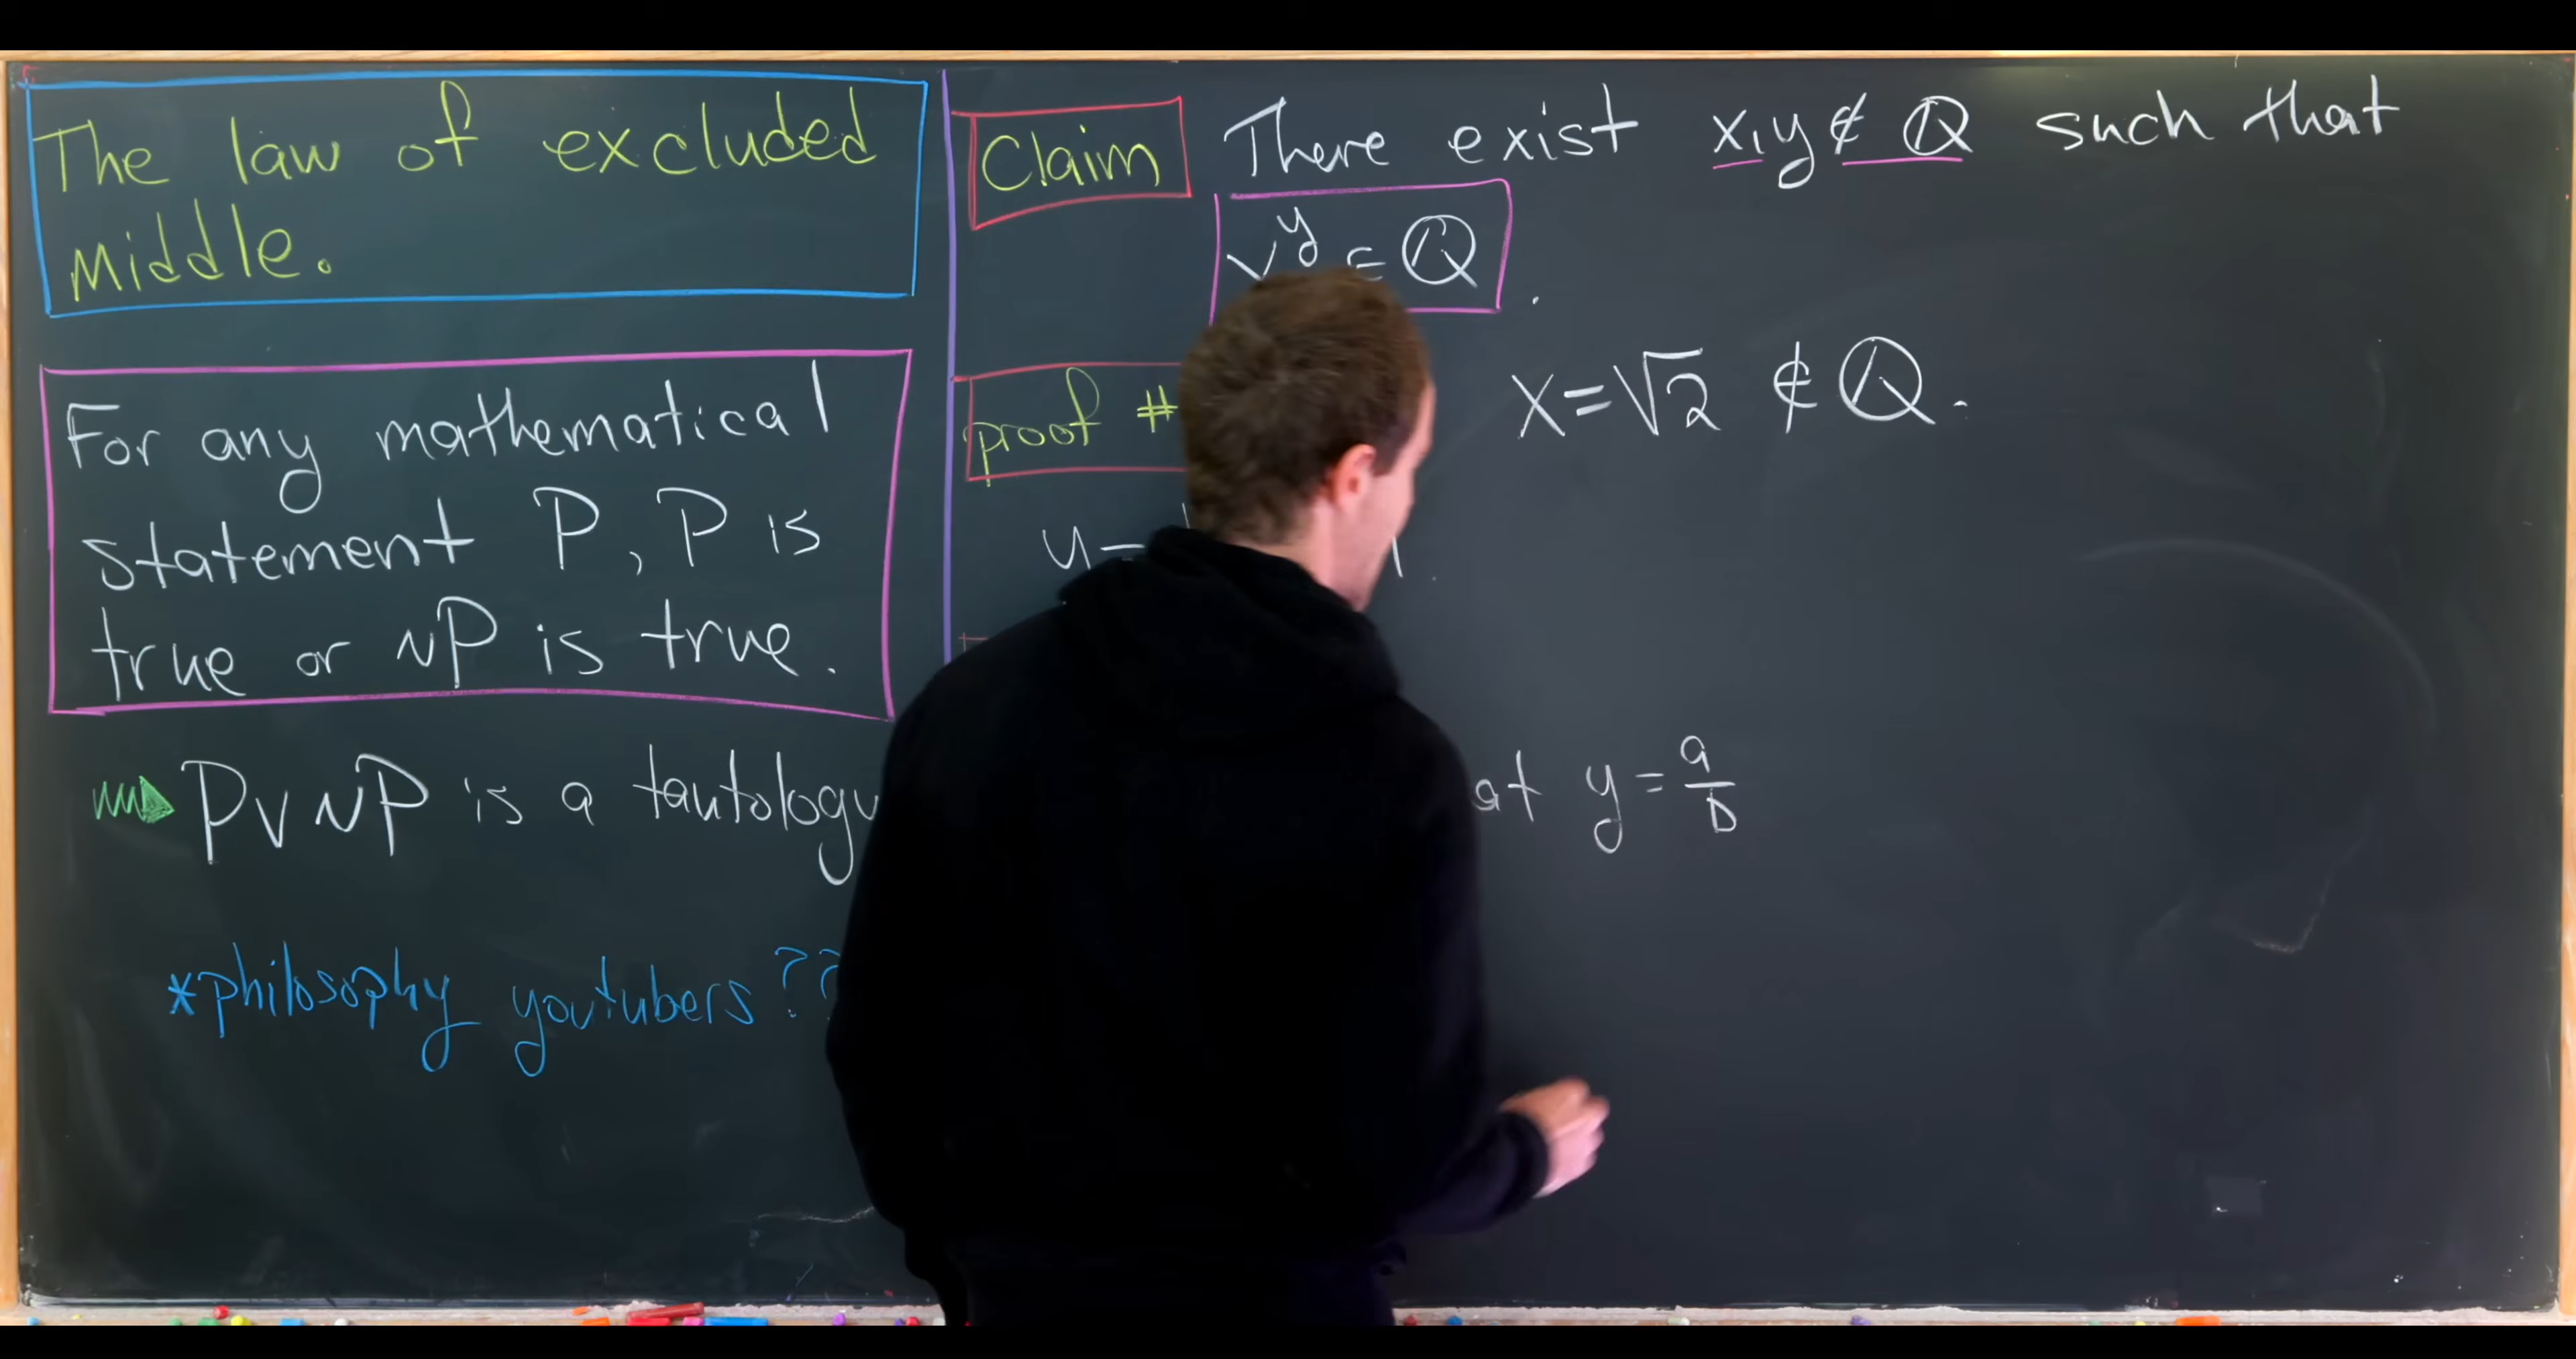 The law of excluded
middle.
For any mathematical
statement P, P is
true or ~P is true.
P∨~P is a tautology
*philosophy youtubers??
Claim There exist x,y∉ℚ such that
x^y ∈ ℚ.
proof #
x=√2 ∉ ℚ.
y=a/b